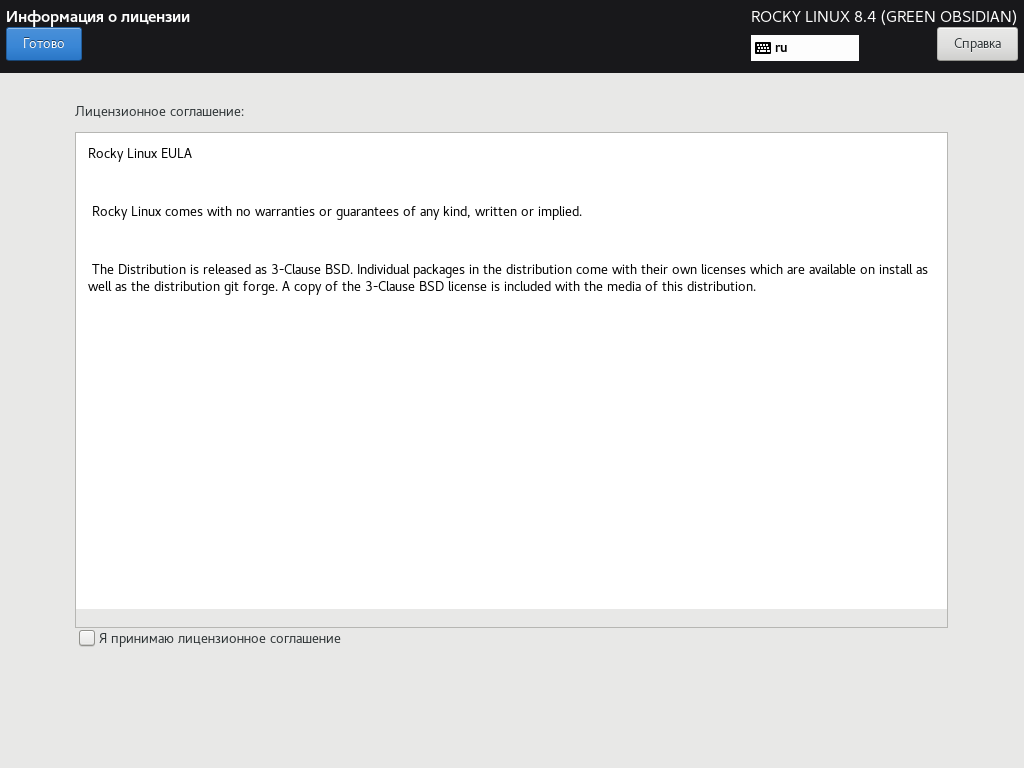 Информация о лицензии
ROCKY LINUX 8.4 (GREEN OBSIDIAN)
Готово
ru
Справка
Лицензионное соглашение:
Rocky Linux EULA
Rocky Linux comes with no warranties or guarantees of any kind, written or implied.
The Distribution is released as 3-Clause BSD. Individual packages in the distribution come with their own licenses which are available on install as
well as the distribution git forge. A copy of the 3-Clause BSD license is included with the media of this distribution.
Я принимаю лицензионное соглашение